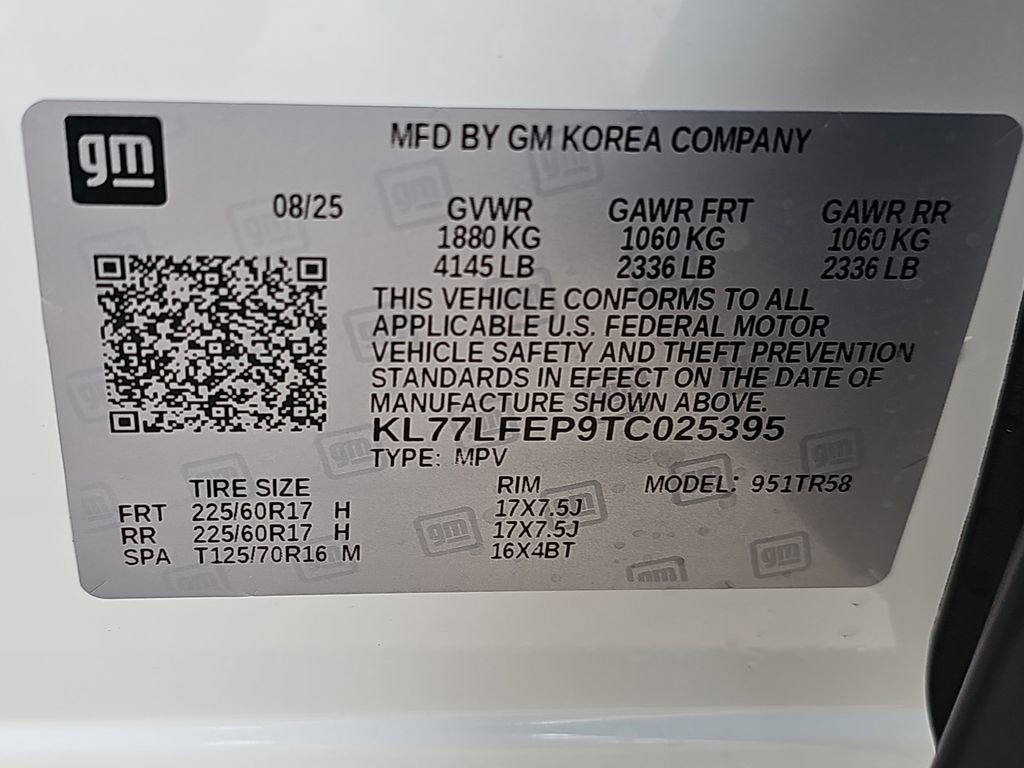 gm
MFD BY GM KOREA COMPANY
08/25
GVWR GAWR FRT GAWR RR
1880 KG 1060 KG 1060 KG
4145 LB 2336 LB 2336 LB
THIS VEHICLE CONFORMS TO ALL
APPLICABLE U.S. FEDERAL MOTOR
VEHICLE SAFETY AND THEFT PREVENTION
STANDARDS IN EFFECT ON THE DATE OF
MANUFACTURE SHOWN ABOVE.
KL77LFEP9TC025395
TYPE: MPV
TIRE SIZE RIM MODEL: 951TR58
FRT 225/60R17 H 17X7.5J
RR 225/60R17 H 17X7.5J
SPA T125/70R16 M 16X4BT